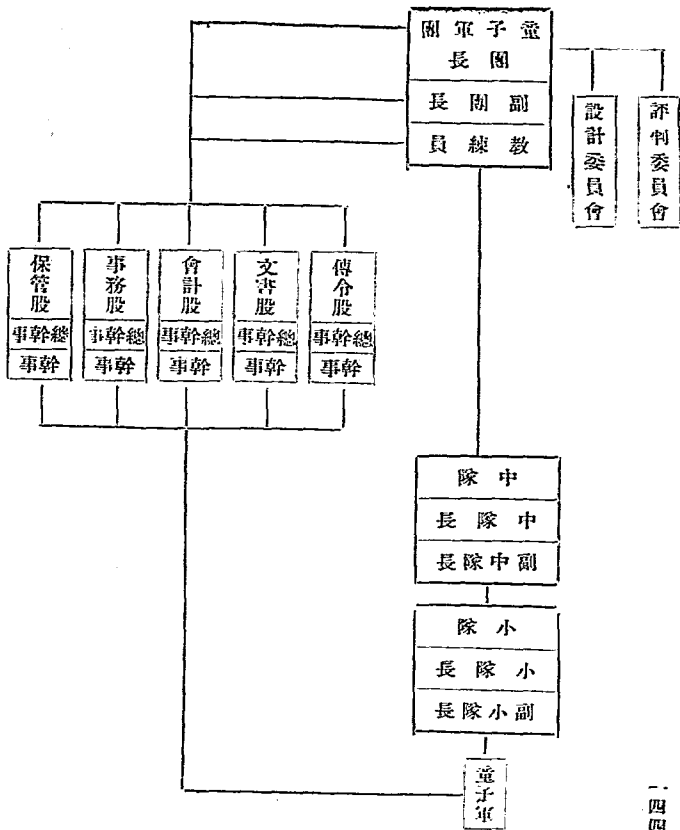 評判委員會
設計委員會
童子軍團
團長
副團長
教練員
傳令股
總幹事
幹事
文書股
總幹事
幹事
會計股
總幹事
幹事
事務股
總幹事
幹事
保管股
總幹事
幹事
中隊
中隊長
副中隊長
小隊
小隊長
副小隊長
童子軍
一四四